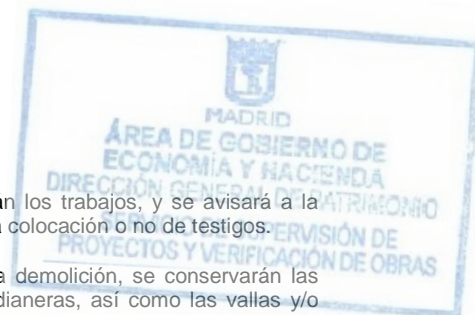 MADRID
ÁREA DE GOBIERNO DE
ECONOMÍA Y HACIENDA
DIRECCIÓN GENERAL DE PATRIMONIO
SERVICIO DE SUPERVISIÓN DE
PROYECTOS Y VERIFICACIÓN DE OBRAS
los trabajos, y se avisará a la
colocación o no de testigos.
demolición, se conservarán las
así como las vallas y/o